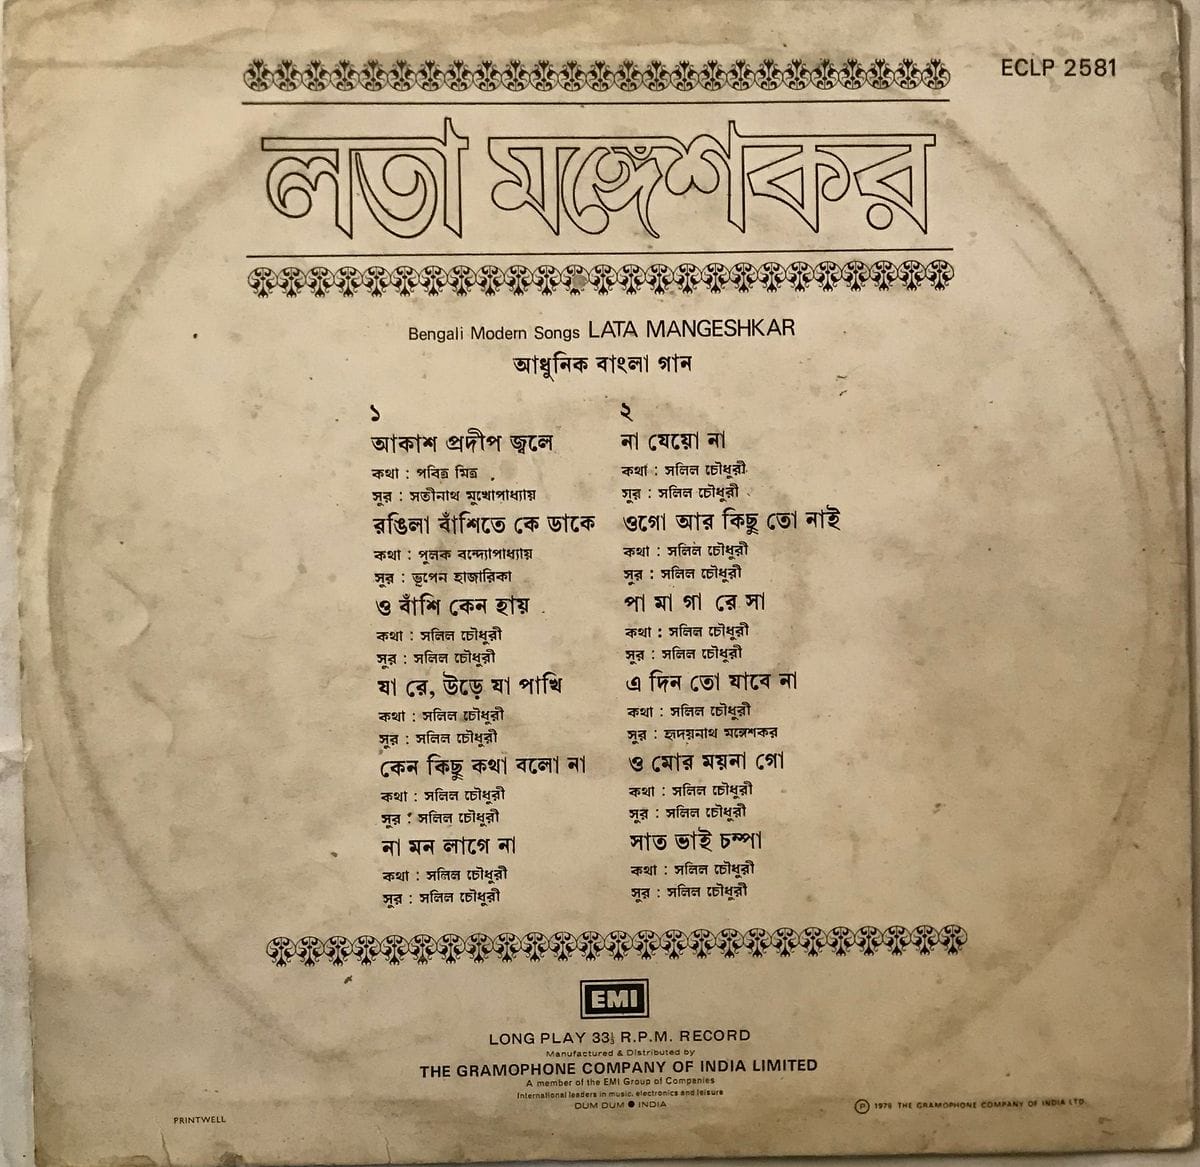 ECLP 2581
লতা মঙ্গেশকর
Bengali Modern Songs LATA MANGESHKAR
আধুনিক বাংলা গান
১
আকাশ প্রদীপ জ্বলে
কথা : পবিত্র মিত্র
সুর : সতীনাথ মুখোপাধ্যায়
রঙিলা বাঁশিতে কে ডাকে
কথা : পুলক বন্দ্যোপাধ্যায়
সুর : ভূপেন হাজারিকা
ও বাঁশি কেন হায়
কথা : সলিল চৌধুরী
সুর : সলিল চৌধুরী
যা রে, উড়ে যা পাখি
কথা : সলিল চৌধুরী
সুর : সলিল চৌধুরী
কেন কিছু কথা বলো না
কথা : সলিল চৌধুরী
সুর : সলিল চৌধুরী
না মন লাগে না
কথা : সলিল চৌধুরী
সুর : সলিল চৌধুরী
২
না যেয়ো না
কথা : সলিল চৌধুরী
সুর : সলিল চৌধুরী
ওগো আর কিছু তো নাই
কথা : সলিল চৌধুরী
সুর : সলিল চৌধুরী
পা মা গা রে সা
কথা : সলিল চৌধুরী
সুর : সলিল চৌধুরী
এ দিন তো যাবে না
কথা : সলিল চৌধুরী
সুর : হৃদয়নাথ মঙ্গেশকর
ও মোর ময়না গো
কথা : সলিল চৌধুরী
সুর : সলিল চৌধুরী
সাত ভাই চম্পা
কথা : সলিল চৌধুরী
সুর : সলিল চৌধুরী
EMI
LONG PLAY 33⅓ R.P.M. RECORD
Manufactured & Distributed by
THE GRAMOPHONE COMPANY OF INDIA LIMITED
A member of the EMI Group of Companies
International leaders in music, electronics and leisure
DUM DUM ● INDIA
PRINTWELL
Ⓟ 1979 THE GRAMOPHONE COMPANY OF INDIA LTD.